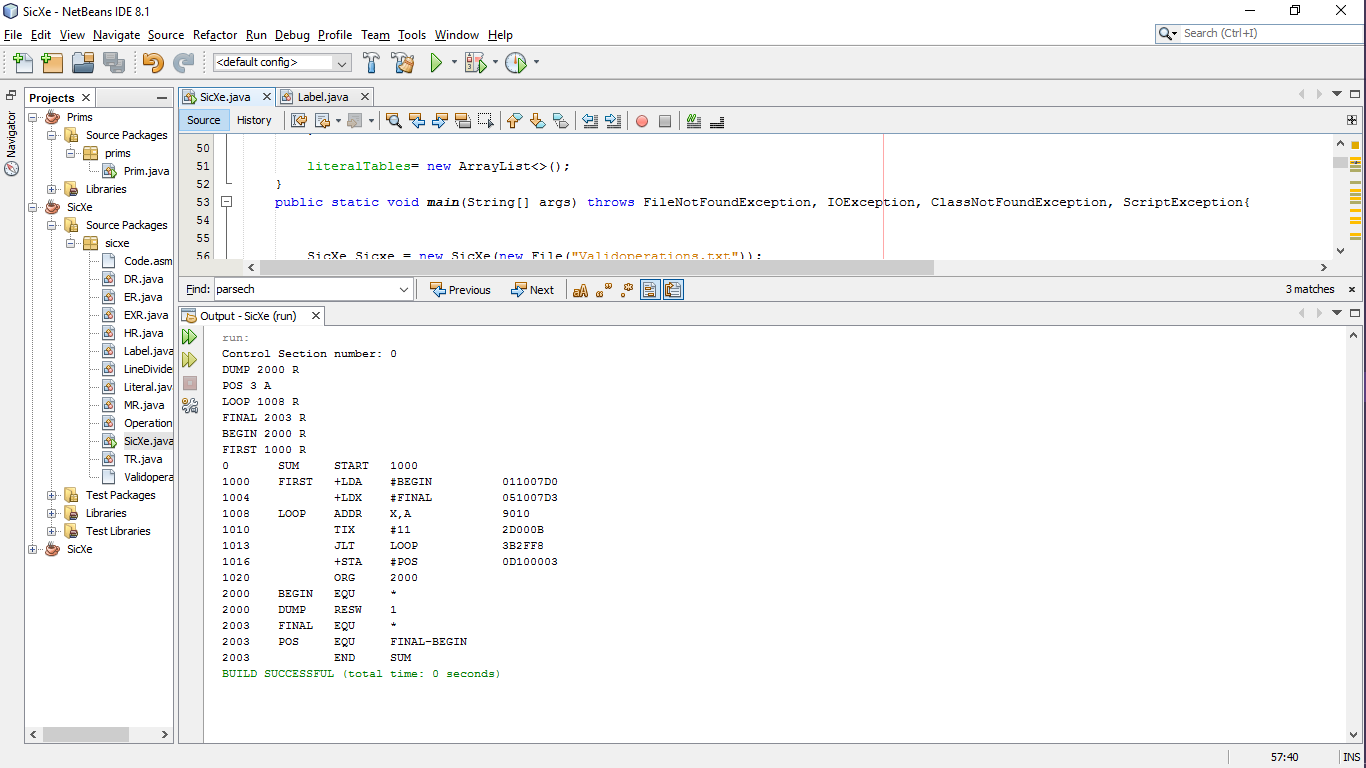 SicXe - NetBeans IDE 8.1
File Edit View Navigate Source Refactor Run Debug Profile Team Tools Window Help
Search (Ctrl+I)
<default config>
Navigator
Projects
Prims
Source Packages
prims
Prim.java
Libraries
SicXe
Source Packages
sicxe
Code.asm
DR.java
ER.java
EXR.java
HR.java
Label.java
LineDivide
Literal.jav
MR.java
Operation
SicXe.java
TR.java
Validopera
Test Packages
Libraries
Test Libraries
SicXe
SicXe.java Label.java
Source History
50
51 literalTables= new ArrayList<>();
52 }
53 public static void main(String[] args) throws FileNotFoundException, IOException, ClassNotFoundException, ScriptException{
54
55
56 SicXe Sicxe = new SicXe(new File("Validoperations.txt"));
Find: parsech Previous Next 3 matches
Output - SicXe (run)
run:
Control Section number: 0
DUMP 2000 R
POS 3 A
LOOP 1008 R
FINAL 2003 R
BEGIN 2000 R
FIRST 1000 R
0 SUM START 1000
1000 FIRST +LDA #BEGIN 011007D0
1004 +LDX #FINAL 051007D3
1008 LOOP ADDR X,A 9010
1010 TIX #11 2D000B
1013 JLT LOOP 3B2FF8
1016 +STA #POS 0D100003
1020 ORG 2000
2000 BEGIN EQU *
2000 DUMP RESW 1
2003 FINAL EQU *
2003 POS EQU FINAL-BEGIN
2003 END SUM
BUILD SUCCESSFUL (total time: 0 seconds)
57:40 INS